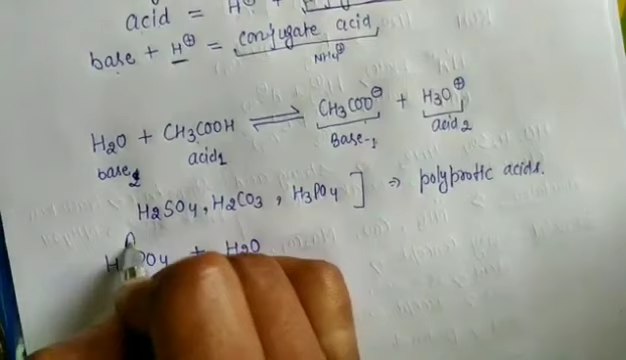 acid = H⊕ +
base + H⊕ = conjugate acid
NH4⊕
H2O + CH3COOH ⇌ CH3COO⊖ + H3O⊕
base2 acid1 Base-1 acid2
H2SO4, H2CO3, H3PO4 ] ⇒ polyprotic acids.
H PO4 + H2O